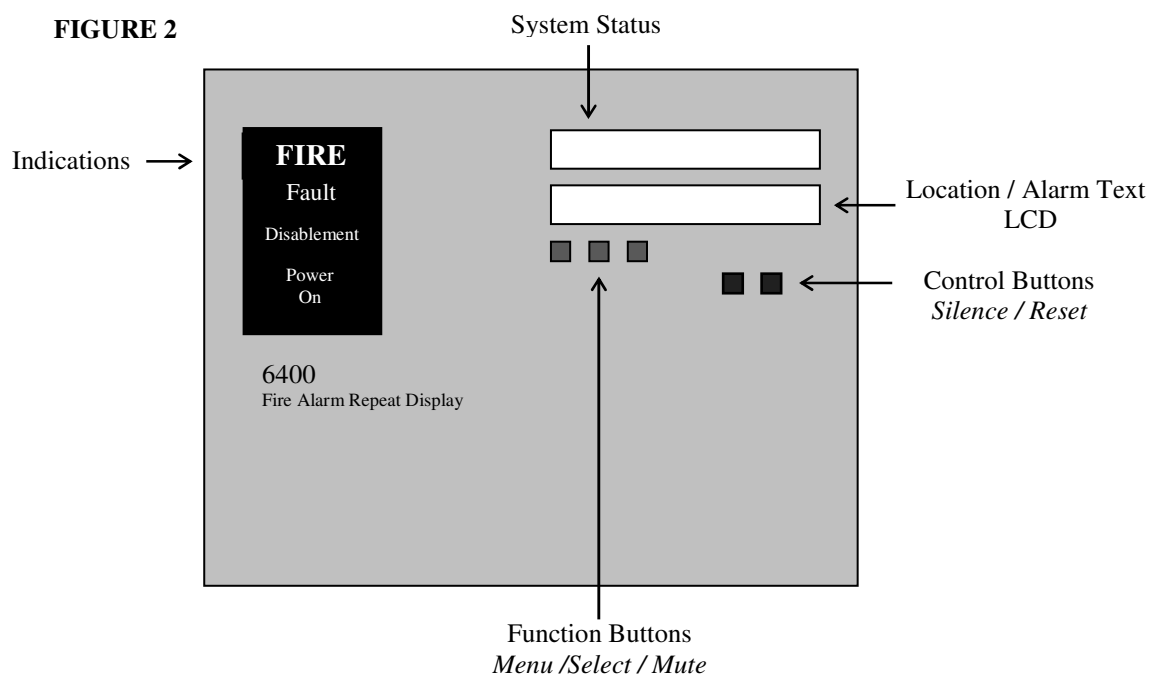 FIGURE 2
System Status
Indications
FIRE
Fault
Disablement
Power
On
Location / Alarm Text
LCD
Control Buttons
Silence / Reset
6400
Fire Alarm Repeat Display
Function Buttons
Menu /Select / Mute